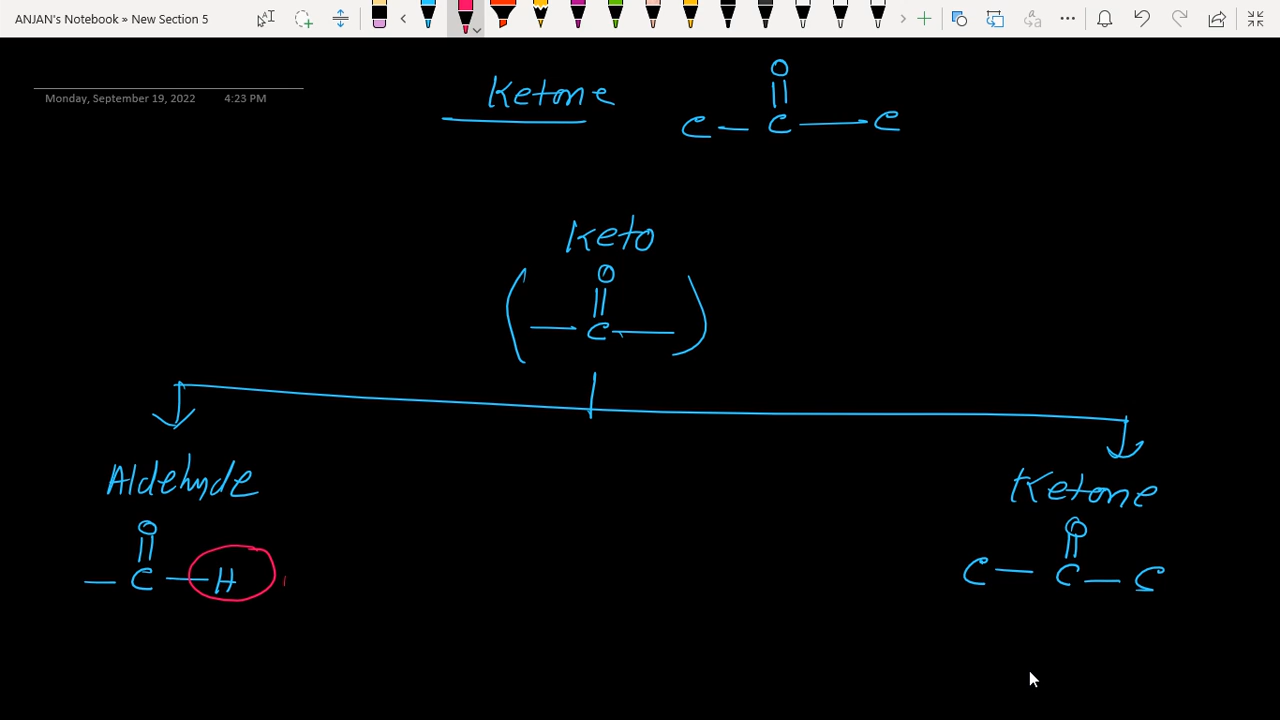 ANJAN's Notebook » New Section 5
Monday, September 19, 2022 4:23 PM
Ketone
O
C - C - C
Keto
O
- C -
Aldehyde
O
- C - H
Ketone
O
C - C - C